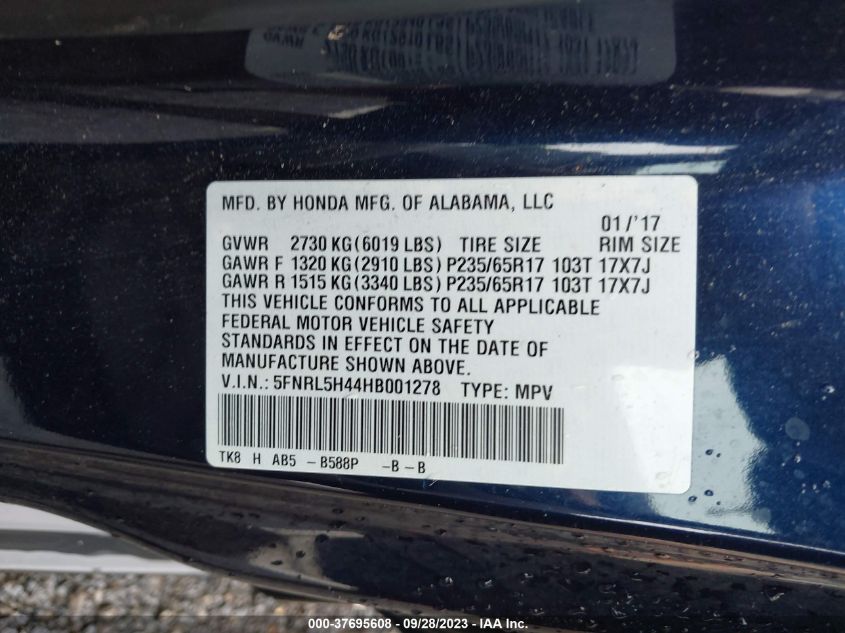 MFD. BY HONDA MFG. OF ALABAMA, LLC
01/'17
GVWR 2730 KG(6019 LBS) TIRE SIZE RIM SIZE
GAWR F 1320 KG(2910 LBS)P235/65R17 103T 17X7J
GAWR R 1515 KG(3340 LBS)P235/65R17 103T 17X7J
THIS VEHICLE CONFORMS TO ALL APPLICABLE
FEDERAL MOTOR VEHICLE SAFETY
STANDARDS IN EFFECT ON THE DATE OF
MANUFACTURE SHOWN ABOVE.
V.I.N.: 5FNRL5H44HB001278 TYPE: MPV
TK8 H AB5 -B588P -B-B
000-37695608 - 09/28/2023 - WWW.IAAI.COM